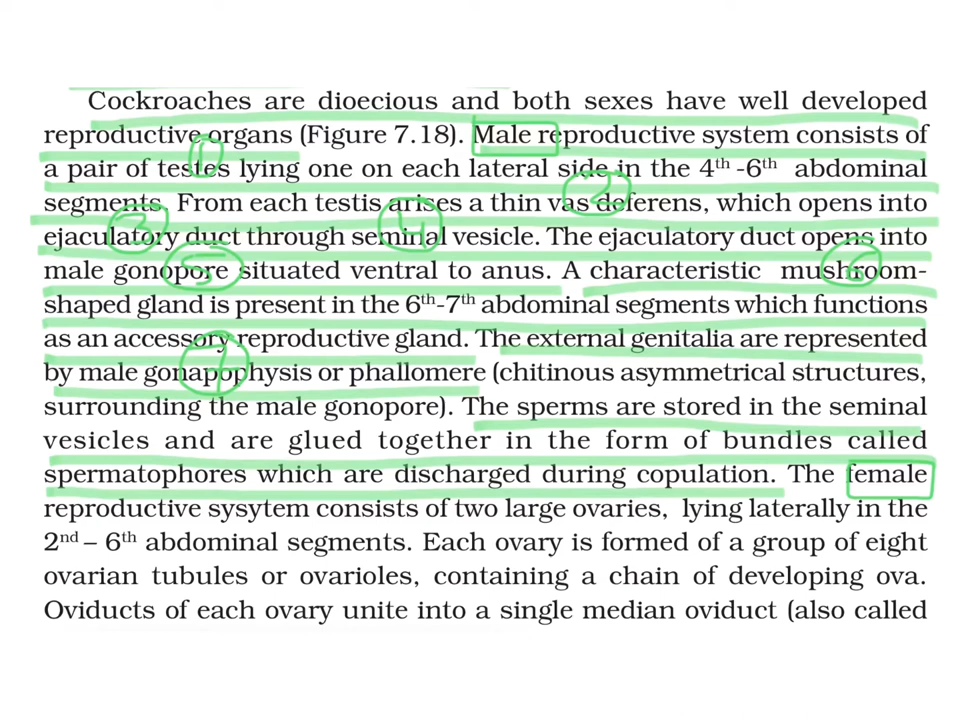 Cockroaches are dioecious and both sexes have well developed
reproductive organs (Figure 7.18). Male reproductive system consists of
a pair of testes lying one on each lateral side in the 4th -6th abdominal
segments. From each testis arises a thin vas deferens, which opens into
ejaculatory duct through seminal vesicle. The ejaculatory duct opens into
male gonopore situated ventral to anus. A characteristic mushroom-
shaped gland is present in the 6th-7th abdominal segments which functions
as an accessory reproductive gland. The external genitalia are represented
by male gonapophysis or phallomere (chitinous asymmetrical structures,
surrounding the male gonopore). The sperms are stored in the seminal
vesicles and are glued together in the form of bundles called
spermatophores which are discharged during copulation. The female
reproductive sysytem consists of two large ovaries, lying laterally in the
2nd – 6th abdominal segments. Each ovary is formed of a group of eight
ovarian tubules or ovarioles, containing a chain of developing ova.
Oviducts of each ovary unite into a single median oviduct (also called
1
2
3
4
5
6
7